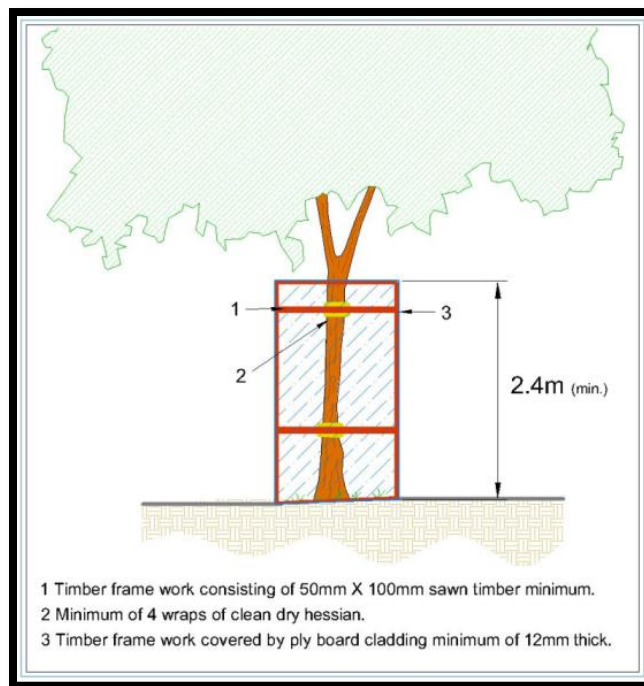 1
3
2
2.4m (min.)
1 Timber frame work consisting of 50mm X 100mm sawn timber minimum.
2 Minimum of 4 wraps of clean dry hessian.
3 Timber frame work covered by ply board cladding minimum of 12mm thick.